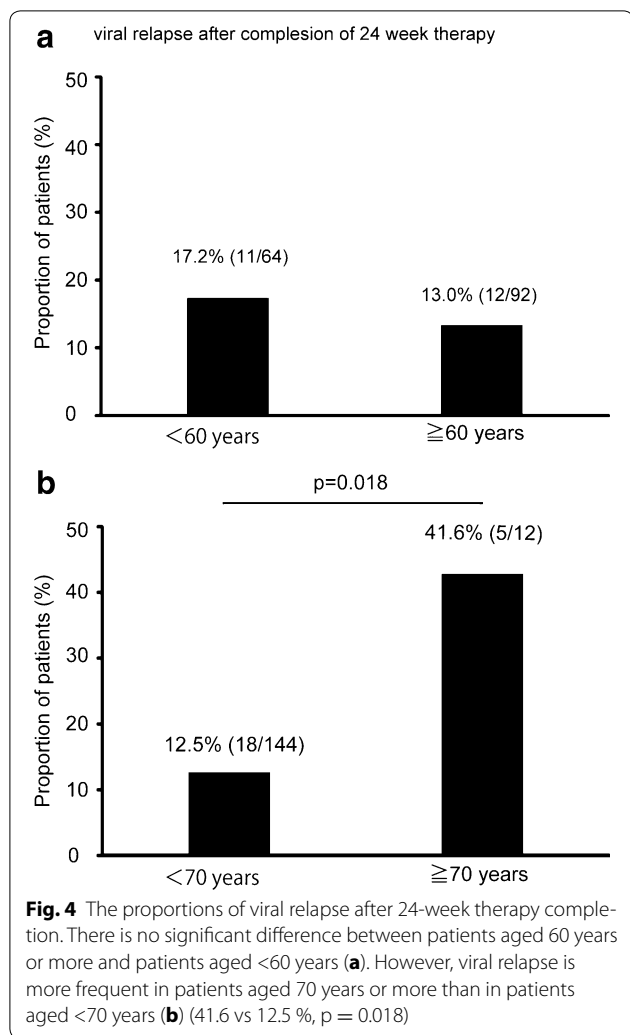 a viral relapse after complesion of 24 week therapy
Proportion of patients (%)
50
40
30
20
10
0
17.2% (11/64)
13.0% (12/92)
<60 years
≧60 years
b
p=0.018
Proportion of patients (%)
50
40
30
20
10
0
41.6% (5/12)
12.5% (18/144)
<70 years
≧70 years
Fig. 4 The proportions of viral relapse after 24-week therapy comple-
tion. There is no significant difference between patients aged 60 years
or more and patients aged <60 years (a). However, viral relapse is
more frequent in patients aged 70 years or more than in patients
aged <70 years (b) (41.6 vs 12.5 %, p = 0.018)